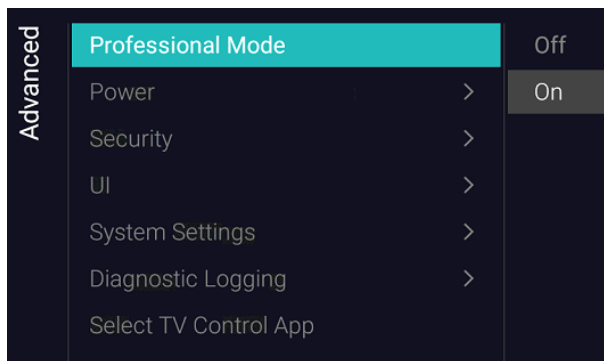 Advanced
Professional Mode
Off
Power
On
Security
UI
System Settings
Diagnostic Logging
Select TV Control App